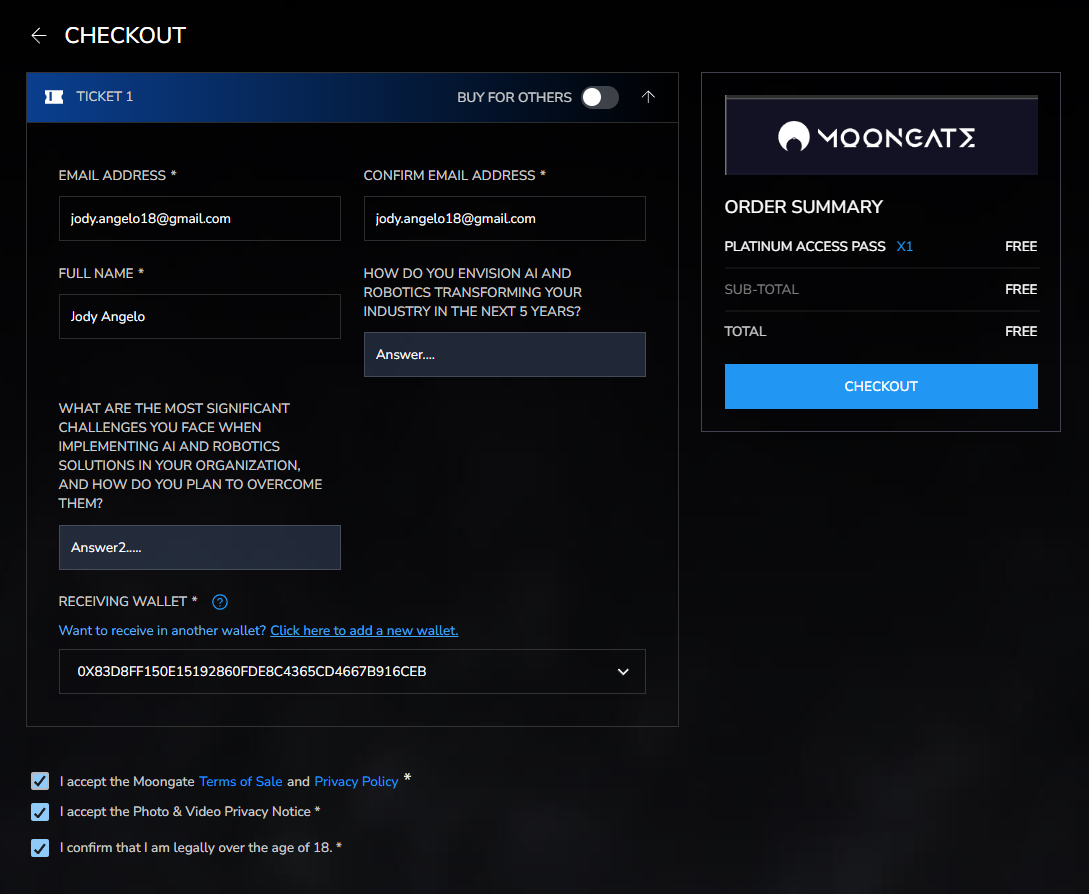 CHECKOUT
TICKET 1
BUY FOR OTHERS
EMAIL ADDRESS *
jody.angelo18@gmail.com
CONFIRM EMAIL ADDRESS *
jody.angelo18@gmail.com
FULL NAME *
Jody Angelo
HOW DO YOU ENVISION AI AND
ROBOTICS TRANSFORMING YOUR
INDUSTRY IN THE NEXT 5 YEARS?
Answer....
WHAT ARE THE MOST SIGNIFICANT
CHALLENGES YOU FACE WHEN
IMPLEMENTING AI AND ROBOTICS
SOLUTIONS IN YOUR ORGANIZATION,
AND HOW DO YOU PLAN TO OVERCOME
THEM?
Answer2.....
RECEIVING WALLET * ?
Want to receive in another wallet? Click here to add a new wallet.
0X83D8FF150E15192860FDE8C4365CD4667B916CEB
I accept the Moongate Terms of Sale and Privacy Policy *
I accept the Photo & Video Privacy Notice *
I confirm that I am legally over the age of 18. *
MOONGATE
ORDER SUMMARY
PLATINUM ACCESS PASS X1 FREE
SUB-TOTAL FREE
TOTAL FREE
CHECKOUT